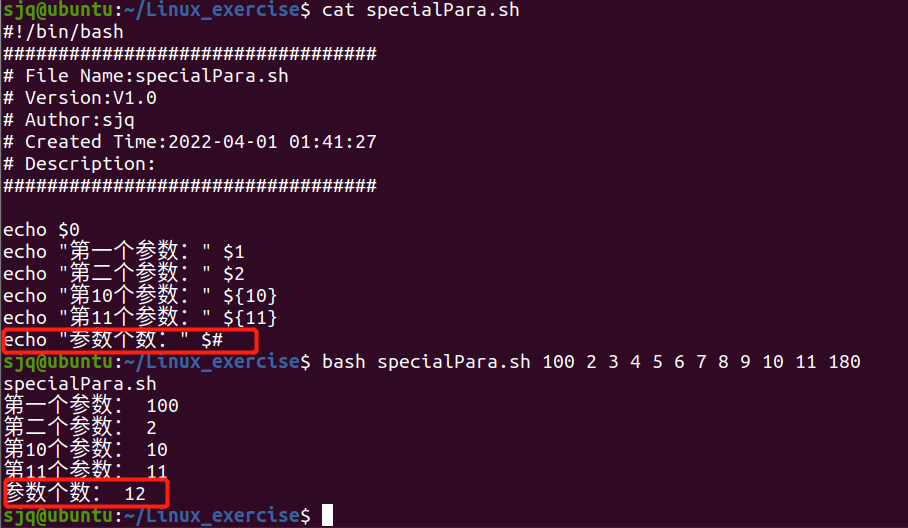 sjq@ubuntu:~/Linux_exercise$ cat specialPara.sh
#!/bin/bash
##################################
# File Name:specialPara.sh
# Version:V1.0
# Author:sjq
# Created Time:2022-04-01 01:41:27
# Description:
##################################
echo $0
echo "第一个参数：" $1
echo "第二个参数：" $2
echo "第10个参数：" ${10}
echo "第11个参数：" ${11}
echo "参数个数：" $#
sjq@ubuntu:~/Linux_exercise$ bash specialPara.sh 100 2 3 4 5 6 7 8 9 10 11 180
specialPara.sh
第一个参数： 100
第二个参数： 2
第10个参数： 10
第11个参数： 11
参数个数： 12
sjq@ubuntu:~/Linux_exercise$